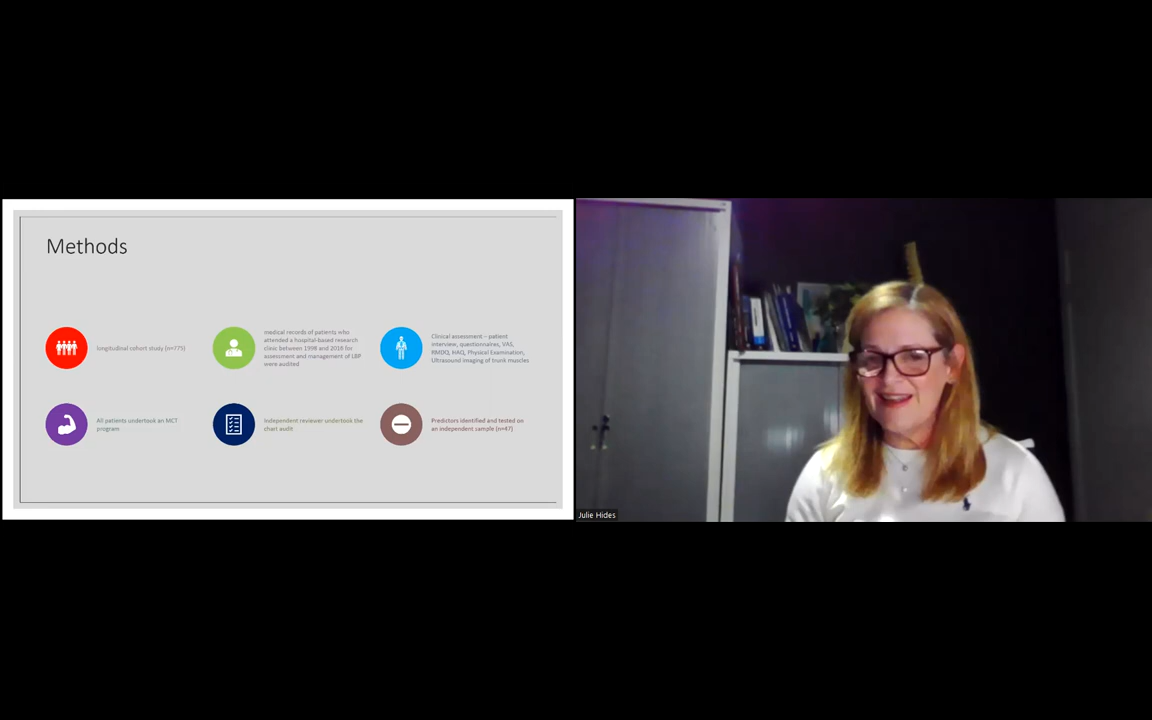 Methods
longitudinal cohort study (n=775)
medical records of patients who
attended a hospital-based research
clinic between 1998 and 2016 for
assessment and management of LBP
were audited
Clinical assessment – patient
interview, questionnaires, VAS,
RMDQ, HAQ, Physical Examination,
Ultrasound imaging of trunk muscles
All patients undertook an MCT
program
Independent reviewer undertook the
chart audit
Predictors identified and tested on
an independent sample (n=47)
Julie Hides